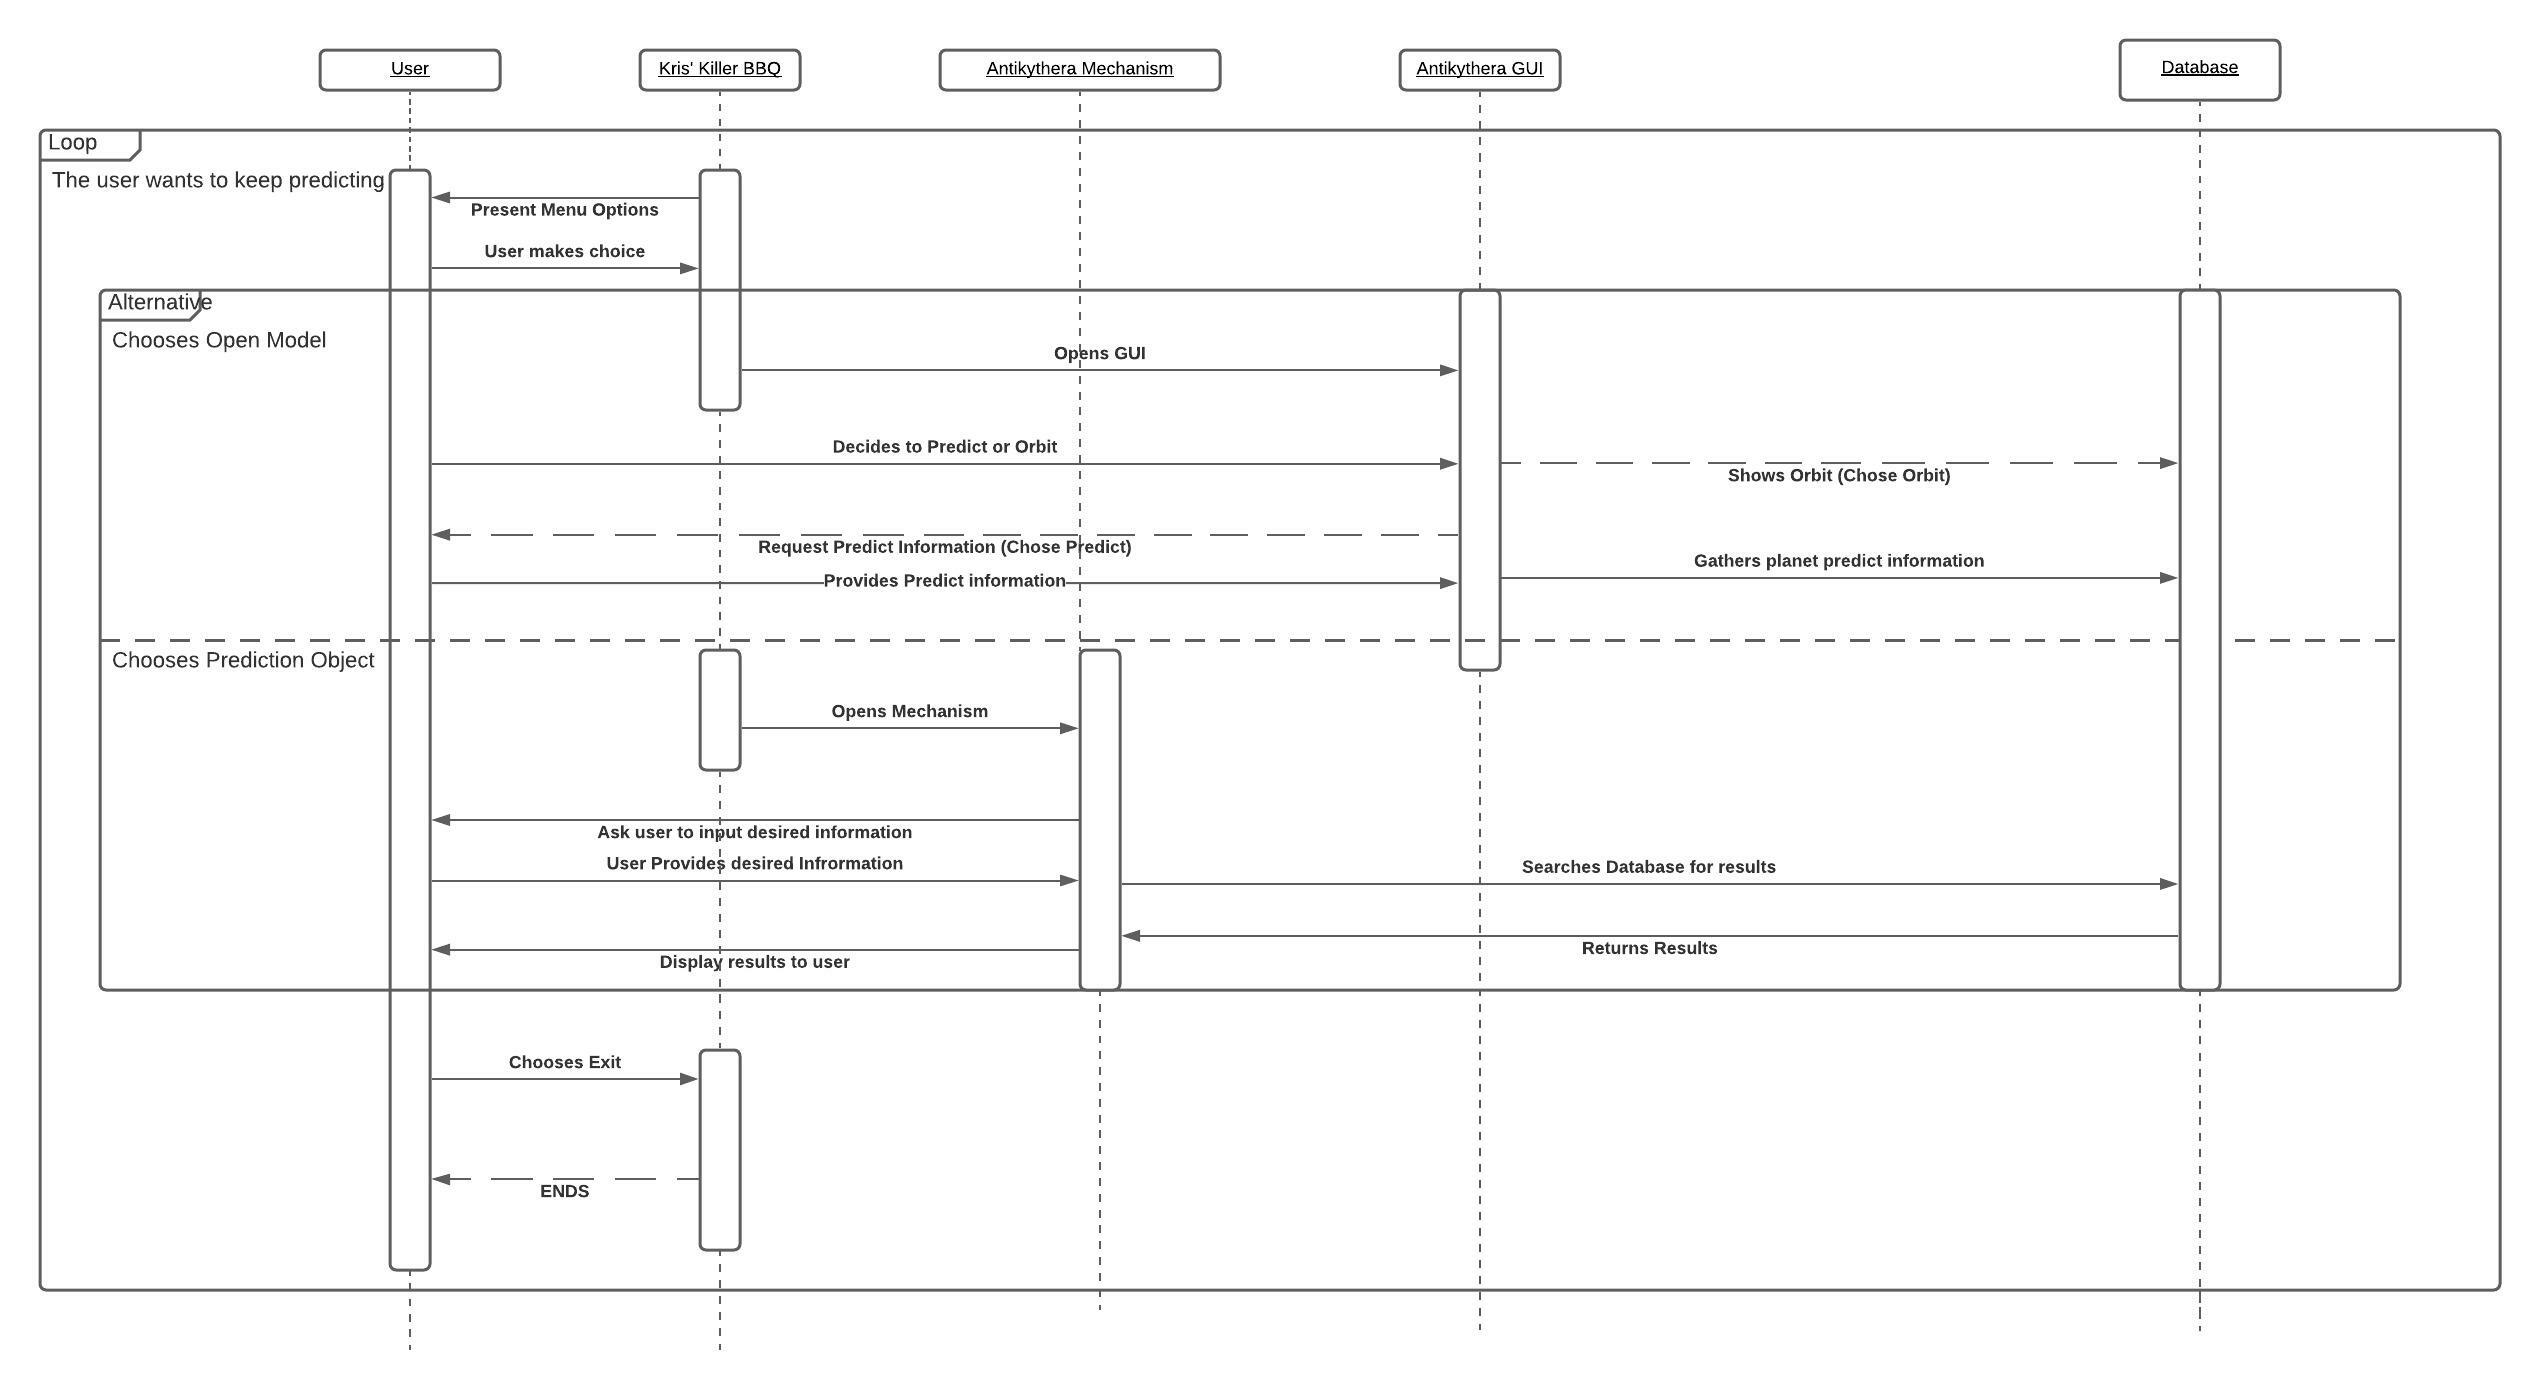 User
Kris' Killer BBQ
Antikythera Mechanism
Antikythera GUI
Database
Loop
The user wants to keep predicting
Present Menu Options
User makes choice
Alternative
Chooses Open Model
Opens GUI
Decides to Predict or Orbit
Shows Orbit (Chose Orbit)
Request Predict Information (Chose Predict)
Gathers planet predict information
Provides Predict information
Chooses Prediction Object
Opens Mechanism
Ask user to input desired information
User Provides desired Infrormation
Searches Database for results
Returns Results
Display results to user
Chooses Exit
ENDS